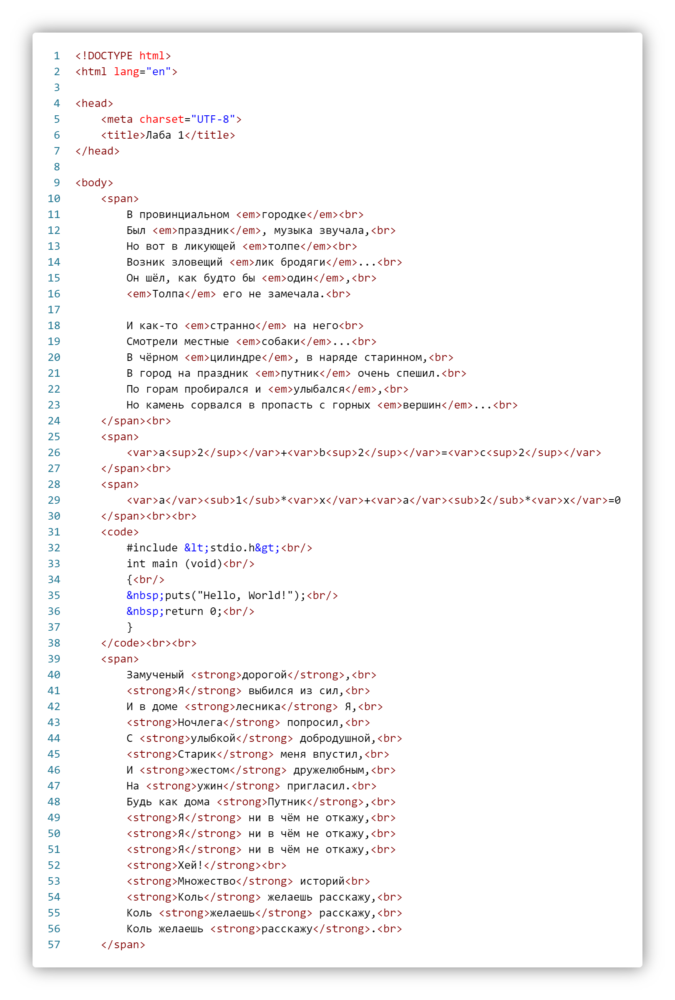 1 <!DOCTYPE html>
2 <html lang="en">
3
4 <head>
5     <meta charset="UTF-8">
6     <title>Лаба 1</title>
7 </head>
8
9 <body>
10     <span>
11         В провинциальном <em>городке</em><br>
12         Был <em>праздник</em>, музыка звучала,<br>
13         Но вот в ликующей <em>толпе</em><br>
14         Возник зловещий <em>лик бродяги</em>...<br>
15         Он шёл, как будто бы <em>один</em>,<br>
16         <em>Толпа</em> его не замечала.<br>
17
18         И как-то <em>странно</em> на него<br>
19         Смотрели местные <em>собаки</em>...<br>
20         В чёрном <em>цилиндре</em>, в наряде старинном,<br>
21         В город на праздник <em>путник</em> очень спешил.<br>
22         По горам пробирался и <em>улыбался</em>,<br>
23         Но камень сорвался в пропасть с горных <em>вершин</em>...<br>
24     </span><br>
25     <span>
26         <var>a<sup>2</sup></var>+<var>b<sup>2</sup></var>=<var>c<sup>2</sup></var>
27     </span><br>
28     <span>
29         <var>a</var><sub>1</sub>*<var>x</var>+<var>a</var><sub>2</sub>*<var>x</var>=0
30     </span><br><br>
31     <code>
32         #include &lt;stdio.h&gt;<br/>
33         int main (void)<br/>
34         {<br/>
35         &nbsp;puts("Hello, World!");<br/>
36         &nbsp;return 0;<br/>
37         }
38     </code><br><br>
39     <span>
40         Замученый <strong>дорогой</strong>,<br>
41         <strong>Я</strong> выбился из сил,<br>
42         И в доме <strong>лесника</strong> Я,<br>
43         <strong>Ночлега</strong> попросил,<br>
44         С <strong>улыбкой</strong> добродушной,<br>
45         <strong>Старик</strong> меня впустил,<br>
46         И <strong>жестом</strong> дружелюбным,<br>
47         На <strong>ужин</strong> пригласил.<br>
48         Будь как дома <strong>Путник</strong>,<br>
49         <strong>Я</strong> ни в чём не откажу,<br>
50         <strong>Я</strong> ни в чём не откажу,<br>
51         <strong>Я</strong> ни в чём не откажу,<br>
52         <strong>Хей!</strong><br>
53         <strong>Множество</strong> историй<br>
54         <strong>Коль</strong> желаешь расскажу,<br>
55         Коль <strong>желаешь</strong> расскажу,<br>
56         Коль желаешь <strong>расскажу</strong>.<br>
57     </span>